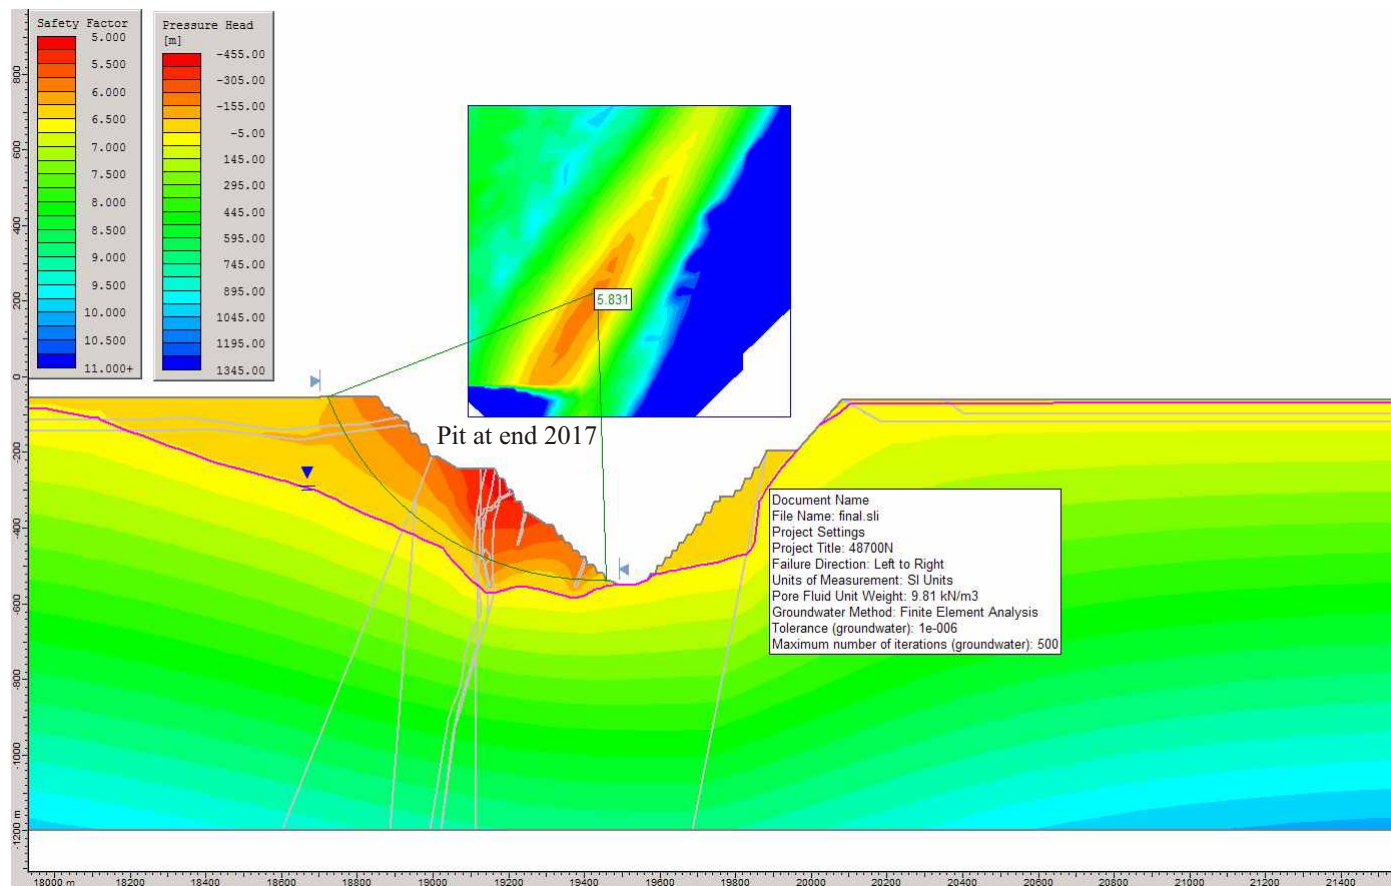 Safety Factor
5.000
5.500
6.000
6.500
7.000
7.500
8.000
8.500
9.000
9.500
10.000
10.500
11.000+
Pressure Head
[m]
-455.00
-305.00
-155.00
-5.00
145.00
295.00
445.00
595.00
745.00
895.00
1045.00
1195.00
1345.00
5.831
Pit at end 2017
Document Name
File Name: final.sli
Project Settings
Project Title: 48700N
Failure Direction: Left to Right
Units of Measurement: SI Units
Pore Fluid Unit Weight: 9.81 kN/m3
Groundwater Method: Finite Element Analysis
Tolerance (groundwater): 1e-006
Maximum number of iterations (groundwater): 500
800
600
400
200
0
-200
-400
-600
-800
-1000
-1200 m
18000 m 18200 18400 18600 18800 19000 19200 19400 19600 19800 20000 20200 20400 20600 20800 21000 21200 21400